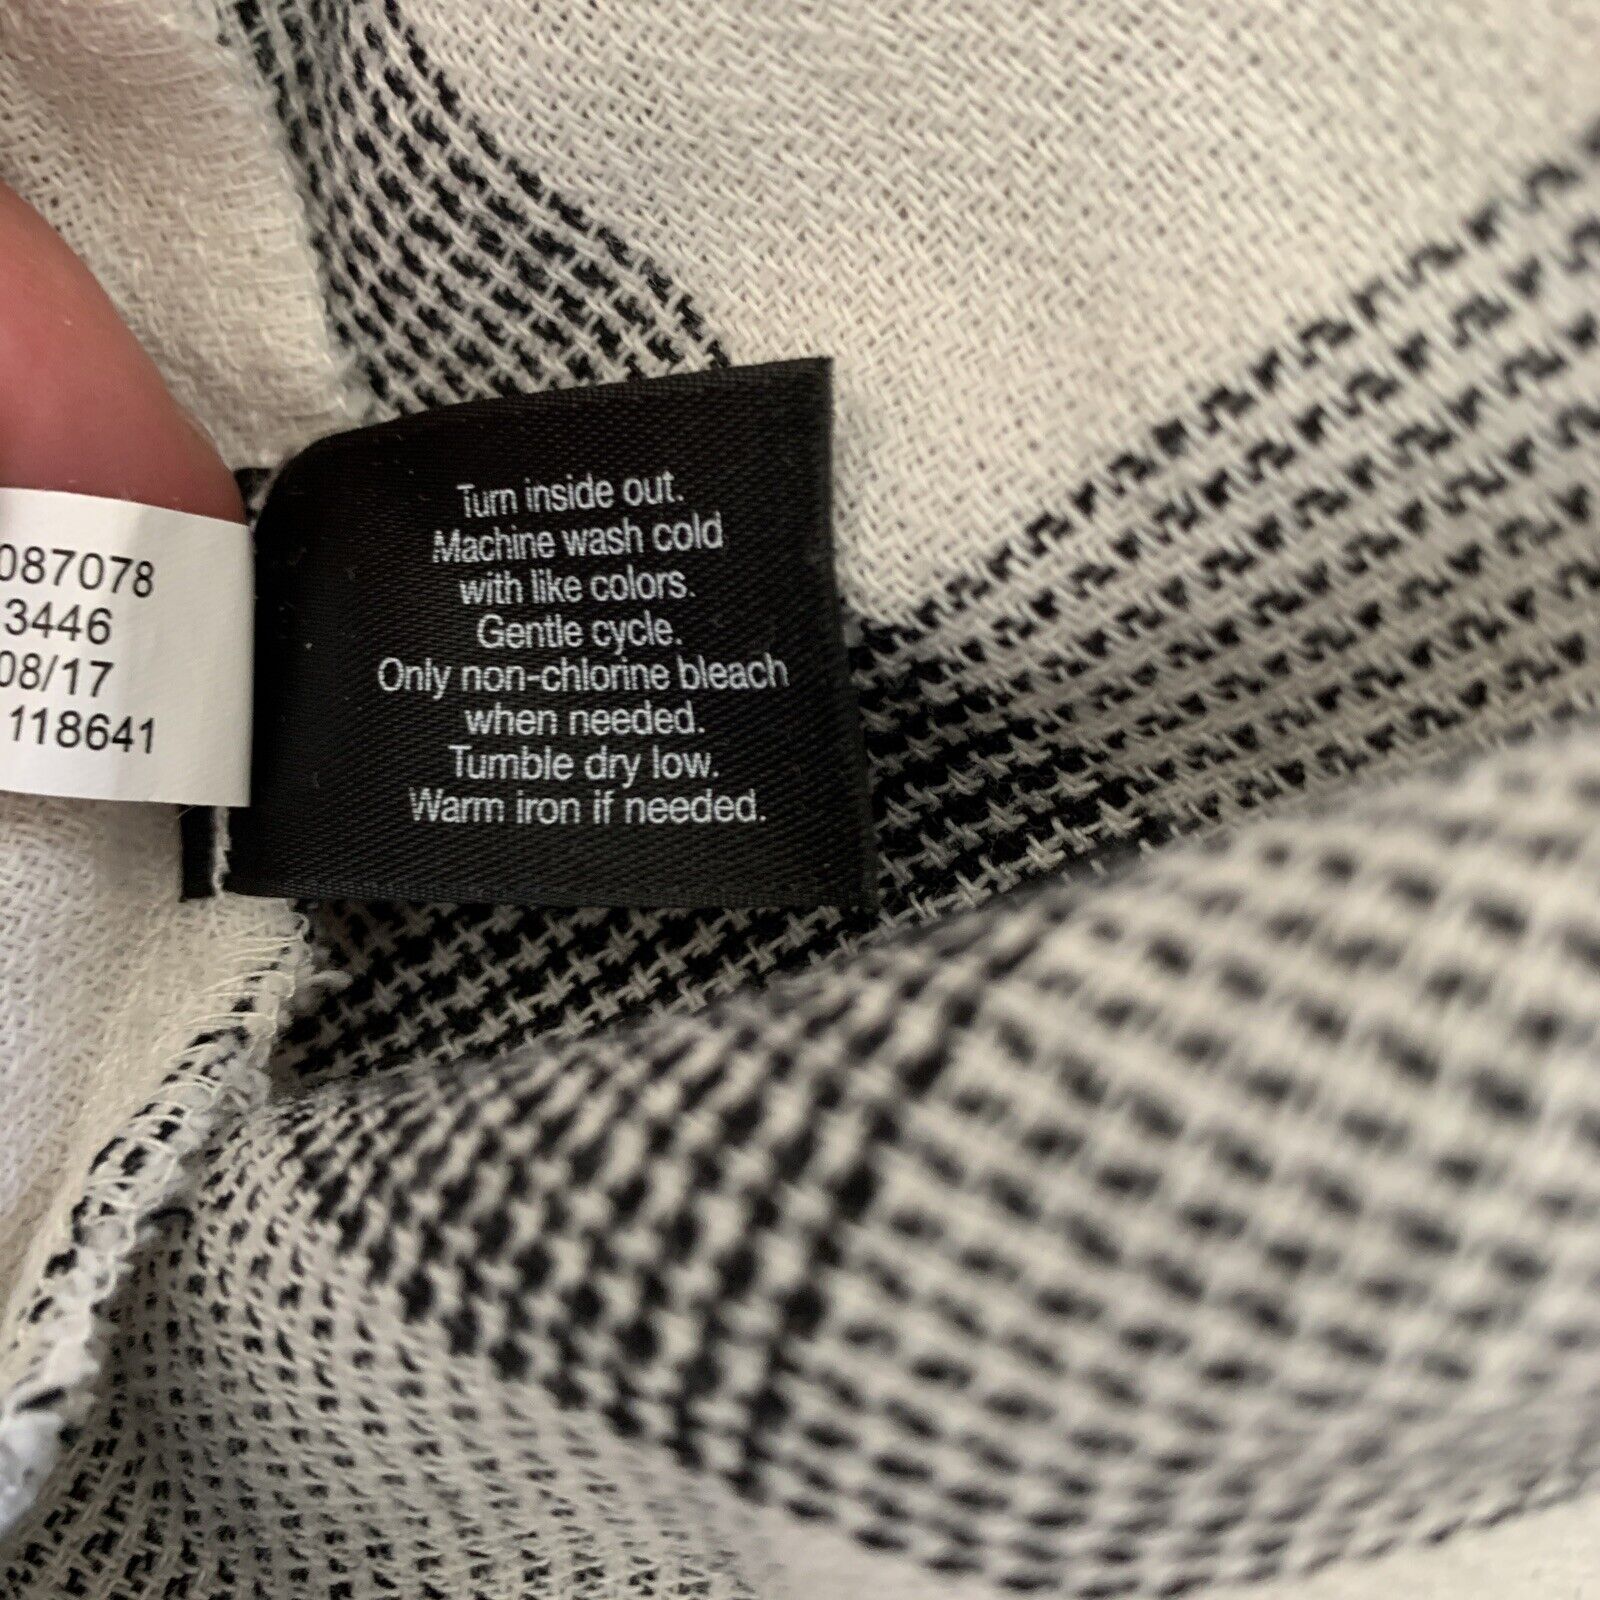 087078
3446
08/17
118641
Turn inside out.
Machine wash cold
with like colors.
Gentle cycle.
Only non-chlorine bleach
when needed.
Tumble dry low.
Warm iron if needed.